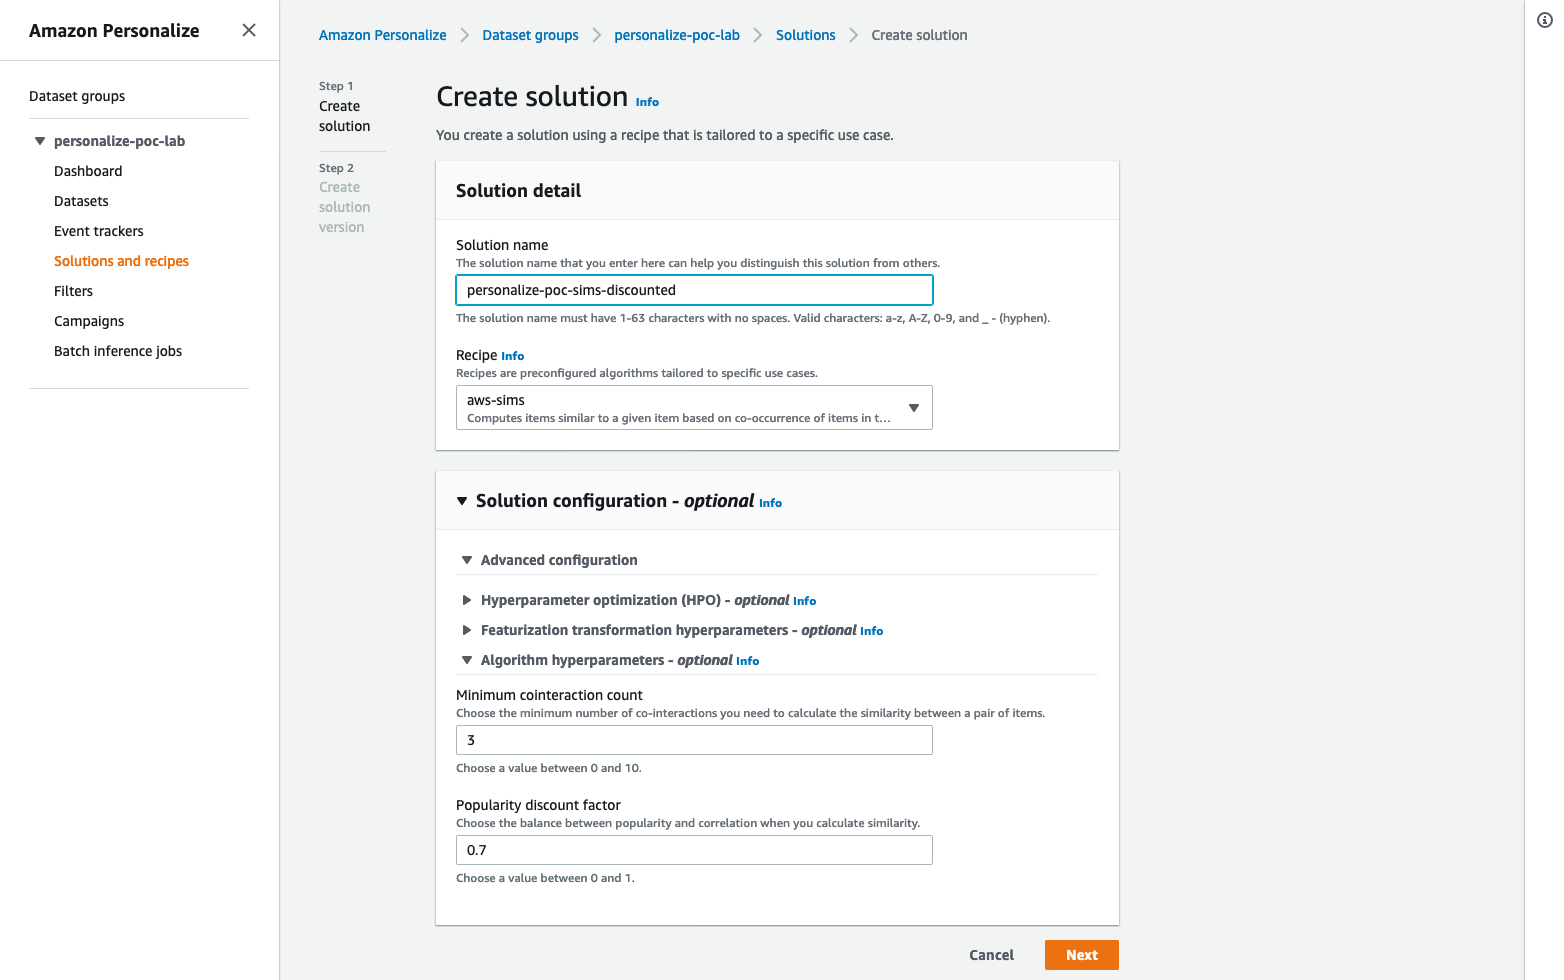 Amazon Personalize
Dataset groups
personalize-poc-lab
Dashboard
Datasets
Event trackers
Solutions and recipes
Filters
Campaigns
Batch inference jobs
Amazon Personalize > Dataset groups > personalize-poc-lab > Solutions > Create solution
Step 1
Create
solution
Step 2
Create
solution
version
Create solution Info
You create a solution using a recipe that is tailored to a specific use case.
Solution detail
Solution name
The solution name that you enter here can help you distinguish this solution from others.
personalize-poc-sims-discounted
The solution name must have 1-63 characters with no spaces. Valid characters: a-z, A-Z, 0-9, and _ - (hyphen).
Recipe Info
Recipes are preconfigured algorithms tailored to specific use cases.
aws-sims
Computes items similar to a given item based on co-occurrence of items in t...
Solution configuration - optional Info
Advanced configuration
Hyperparameter optimization (HPO) - optional Info
Featurization transformation hyperparameters - optional Info
Algorithm hyperparameters - optional Info
Minimum cointeraction count
Choose the minimum number of co-interactions you need to calculate the similarity between a pair of items.
3
Choose a value between 0 and 10.
Popularity discount factor
Choose the balance between popularity and correlation when you calculate similarity.
0.7
Choose a value between 0 and 1.
Cancel
Next